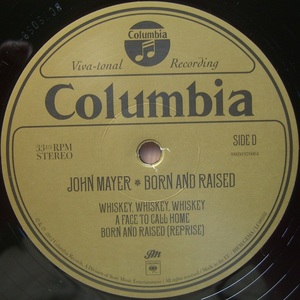 Columbia
Viva-tonal Recording
Columbia
33⅓ RPM
STEREO
SIDE D
JOHN MAYER * BORN AND RAISED
WHISKEY, WHISKEY, WHISKEY
A FACE TO CALL HOME
BORN AND RAISED (REPRISE)
COLUMBIA